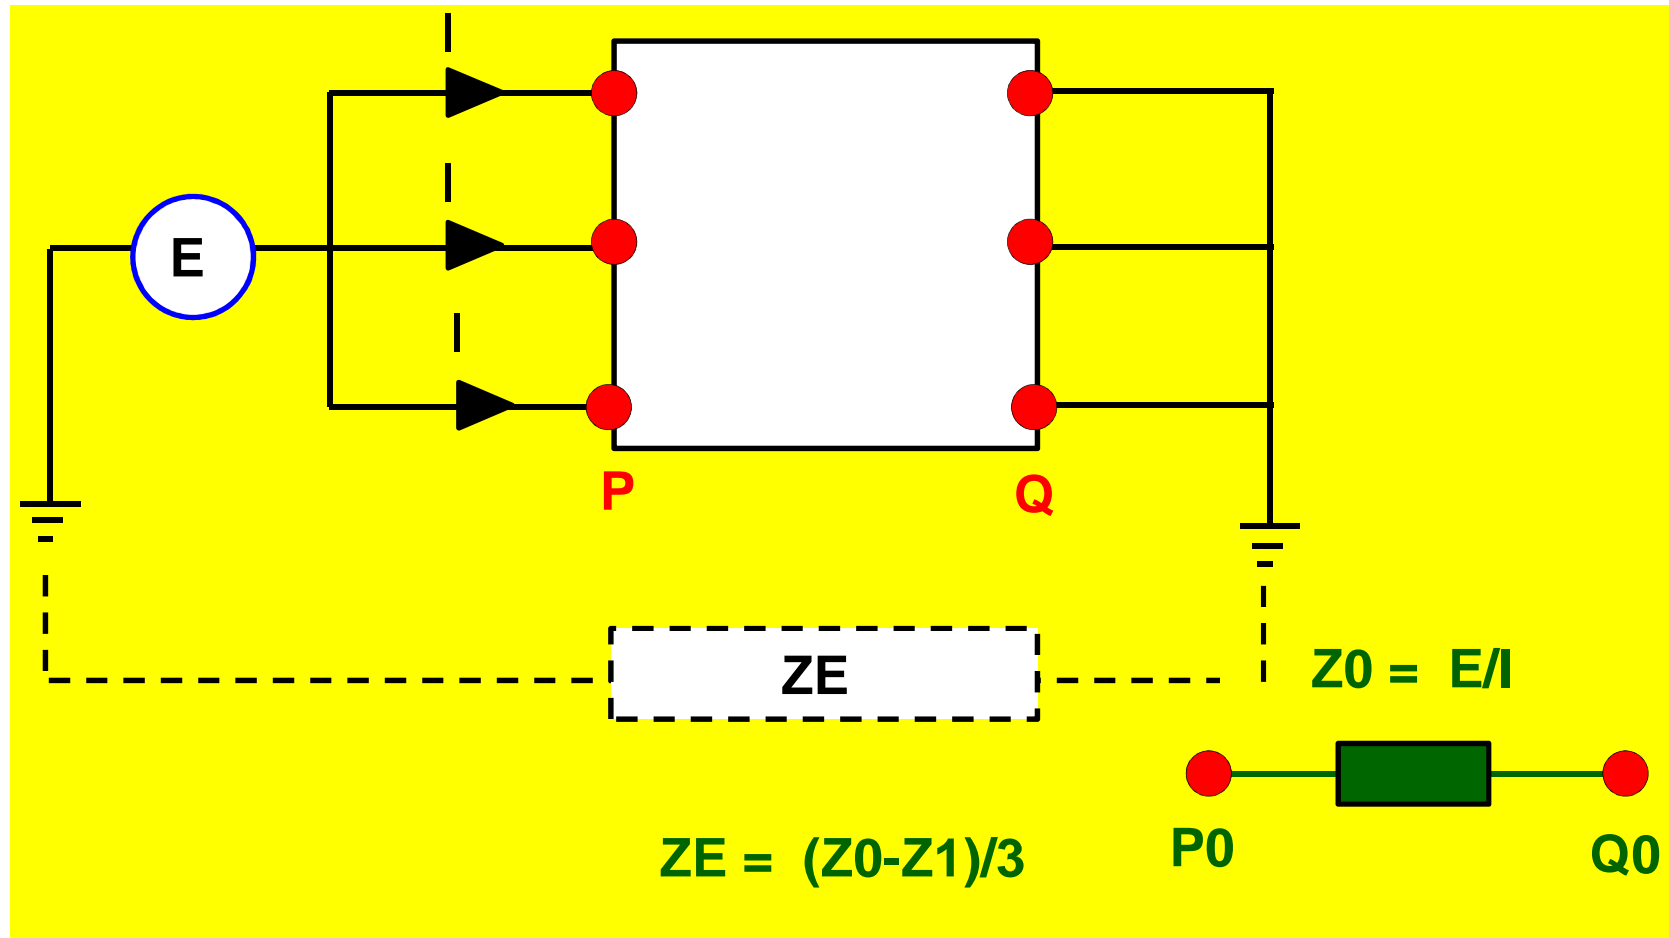 I
I
E
I
P
Q
ZE
Z0 = E/I
ZE = (Z0-Z1)/3
P0
Q0